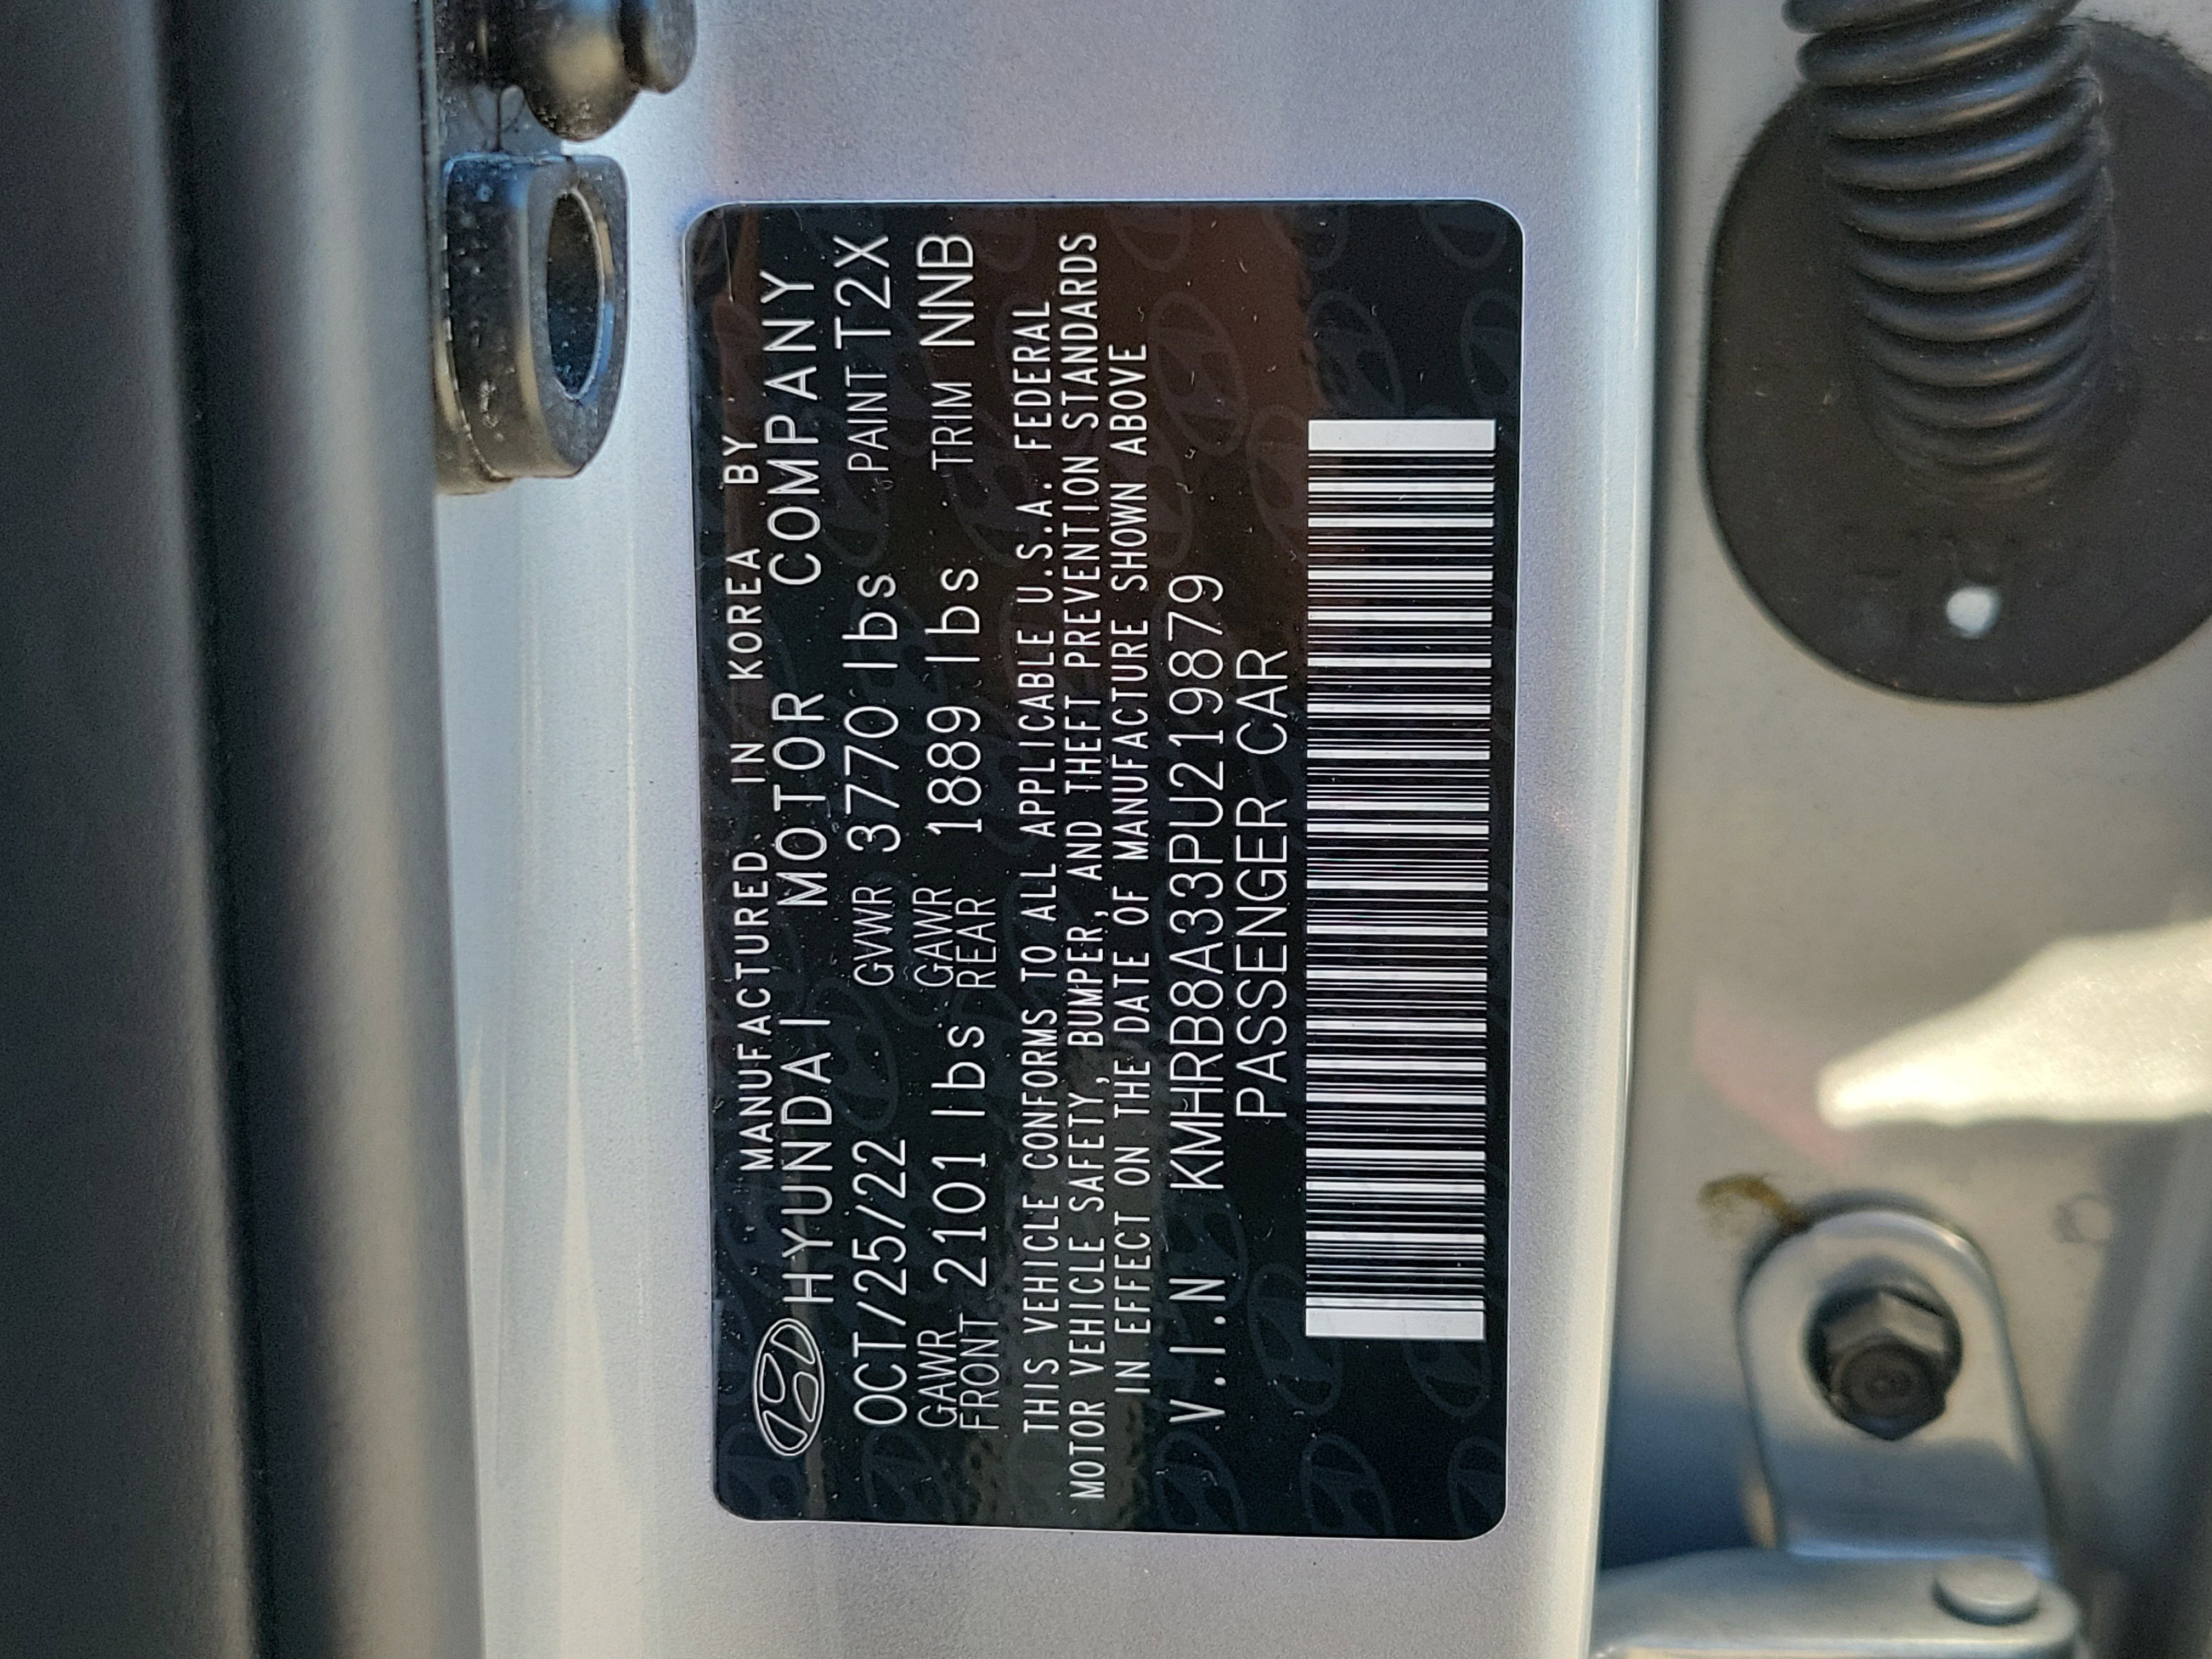 MANUFACTURED IN KOREA BY
HYUNDAI MOTOR COMPANY
OCT/25/22 GVWR 3770 lbs PAINT T2X
GAWR FRONT 2101 lbs GAWR REAR 1889 lbs TRIM NNB
THIS VEHICLE CONFORMS TO ALL APPLICABLE U.S.A. FEDERAL
MOTOR VEHICLE SAFETY, BUMPER, AND THEFT PREVENTION STANDARDS
IN EFFECT ON THE DATE OF MANUFACTURE SHOWN ABOVE
V.I.N KMHRB8A33PU219879
PASSENGER CAR